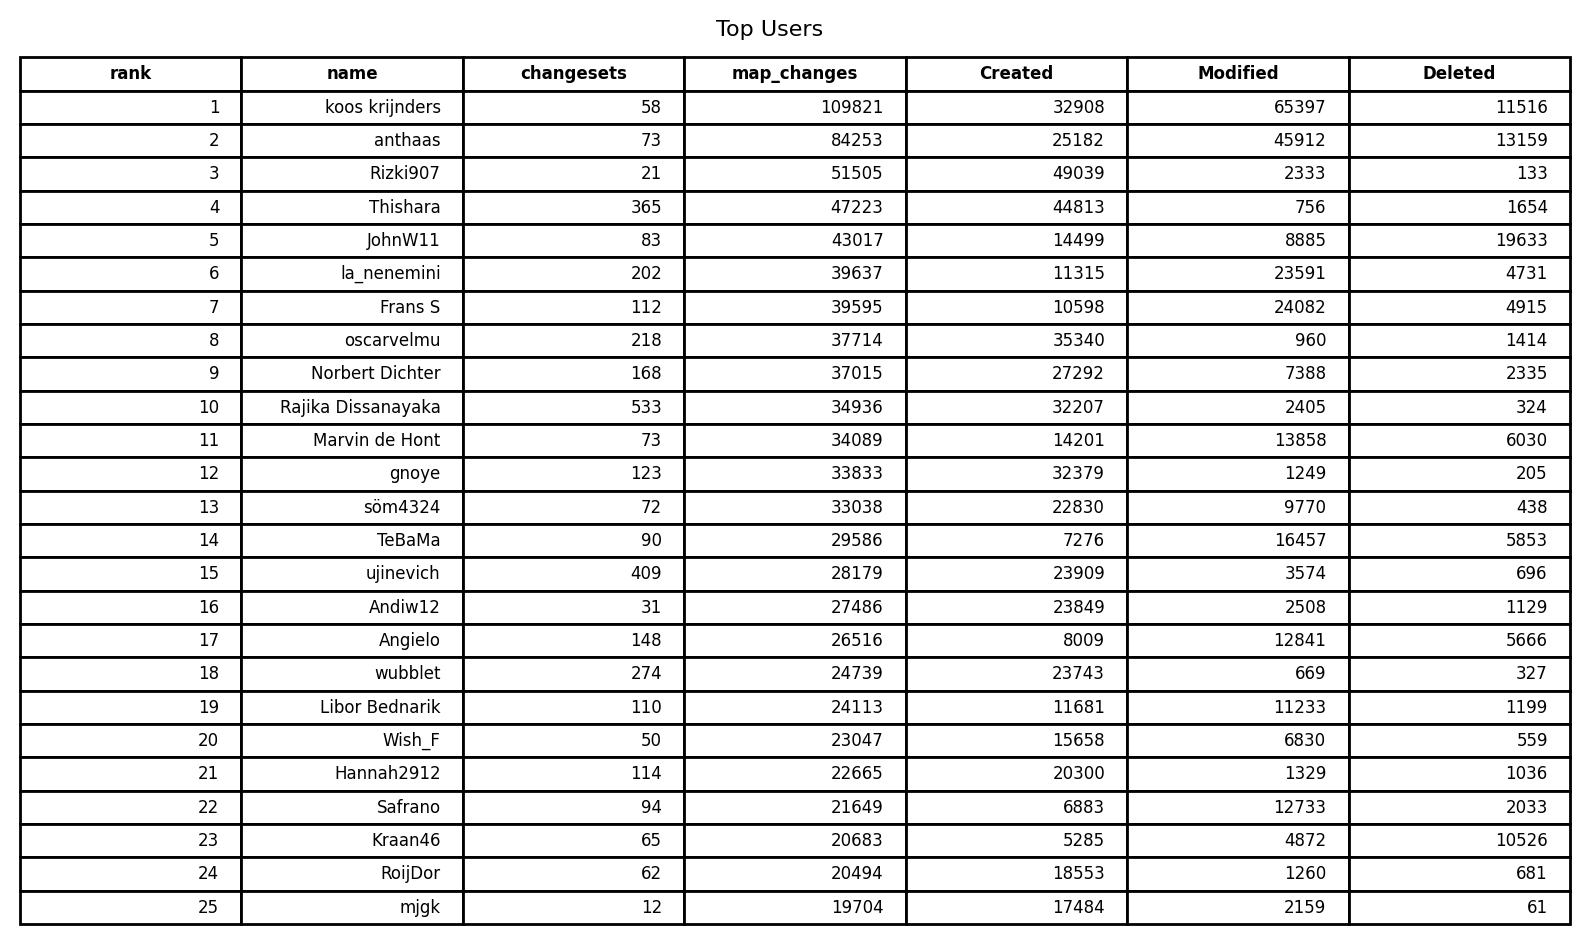 Top Users
rank name changesets map_changes Created Modified Deleted
1 koos krijnders 58 109821 32908 65397 11516
2 anthaas 73 84253 25182 45912 13159
3 Rizki907 21 51505 49039 2333 133
4 Thishara 365 47223 44813 756 1654
5 JohnW11 83 43017 14499 8885 19633
6 la_nenemini 202 39637 11315 23591 4731
7 Frans S 112 39595 10598 24082 4915
8 oscarvelmu 218 37714 35340 960 1414
9 Norbert Dichter 168 37015 27292 7388 2335
10 Rajika Dissanayaka 533 34936 32207 2405 324
11 Marvin de Hont 73 34089 14201 13858 6030
12 gnoye 123 33833 32379 1249 205
13 söm4324 72 33038 22830 9770 438
14 TeBaMa 90 29586 7276 16457 5853
15 ujinevich 409 28179 23909 3574 696
16 Andiw12 31 27486 23849 2508 1129
17 Angielo 148 26516 8009 12841 5666
18 wubblet 274 24739 23743 669 327
19 Libor Bednarik 110 24113 11681 11233 1199
20 Wish_F 50 23047 15658 6830 559
21 Hannah2912 114 22665 20300 1329 1036
22 Safrano 94 21649 6883 12733 2033
23 Kraan46 65 20683 5285 4872 10526
24 RoijDor 62 20494 18553 1260 681
25 mjgk 12 19704 17484 2159 61